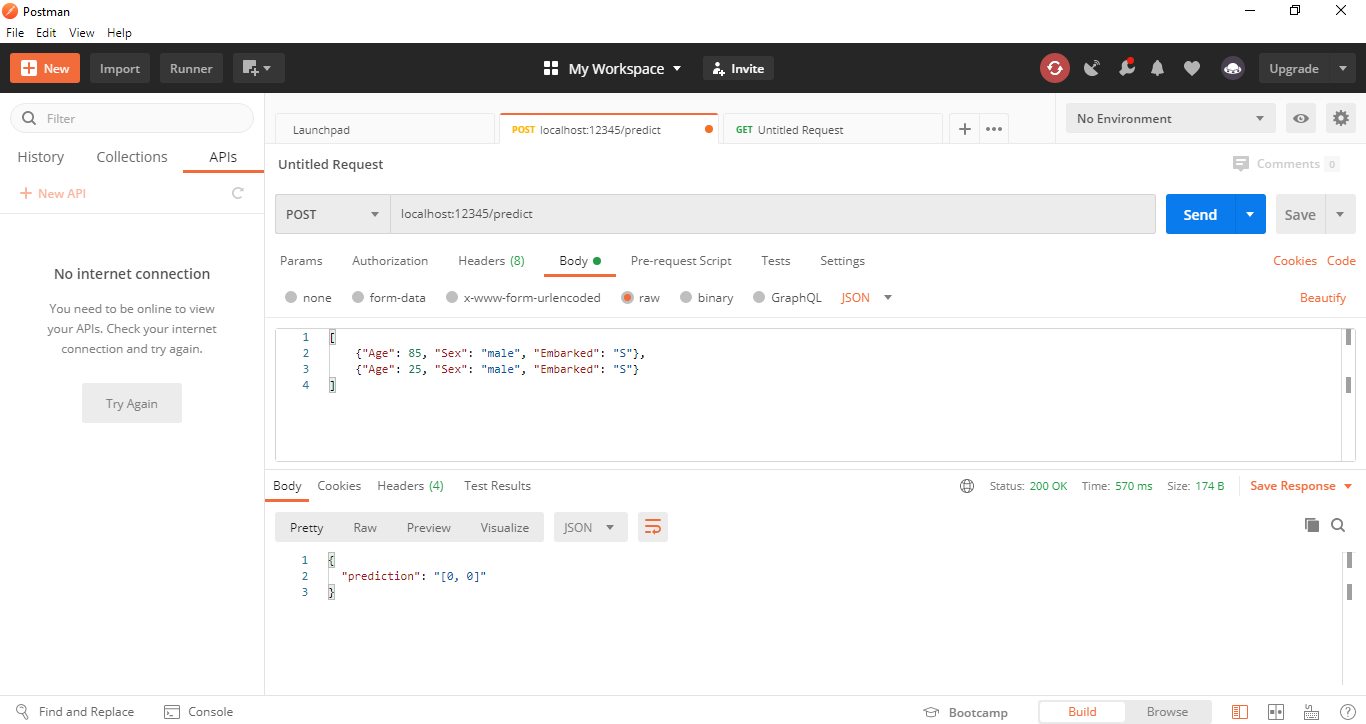 Postman
File Edit View Help
New Import Runner My Workspace Invite Upgrade
Filter
History Collections APIs
+ New API
No internet connection
You need to be online to view
your APIs. Check your internet
connection and try again.
Try Again
Launchpad POST localhost:12345/predict GET Untitled Request + ••• No Environment
Untitled Request Comments 0
POST localhost:12345/predict Send Save
Params Authorization Headers (8) Body Pre-request Script Tests Settings Cookies Code
none form-data x-www-form-urlencoded raw binary GraphQL JSON Beautify
1 [
2 {"Age": 85, "Sex": "male", "Embarked": "S"},
3 {"Age": 25, "Sex": "male", "Embarked": "S"}
4 ]
Body Cookies Headers (4) Test Results Status: 200 OK Time: 570 ms Size: 174 B Save Response
Pretty Raw Preview Visualize JSON
1 {
2 "prediction": "[0, 0]"
3 }
Find and Replace Console Bootcamp Build Browse ?